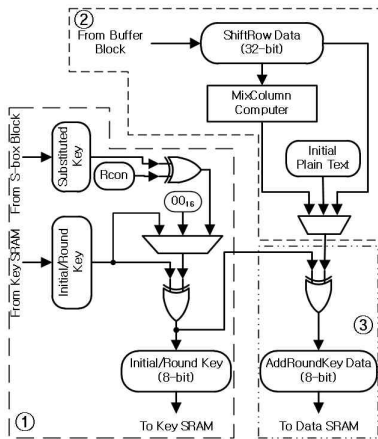 ②
From Buffer
Block
ShiftRow Data
(32-bit)
MixColumn
Computer
Initial
Plain Text
From S-box Block
Substituted
Key
Rcon
00₁₆
From Key SRAM
Initial/Round
Key
③
Initial/Round Key
(8-bit)
AddRoundKey Data
(8-bit)
①
To Key SRAM
To Data SRAM